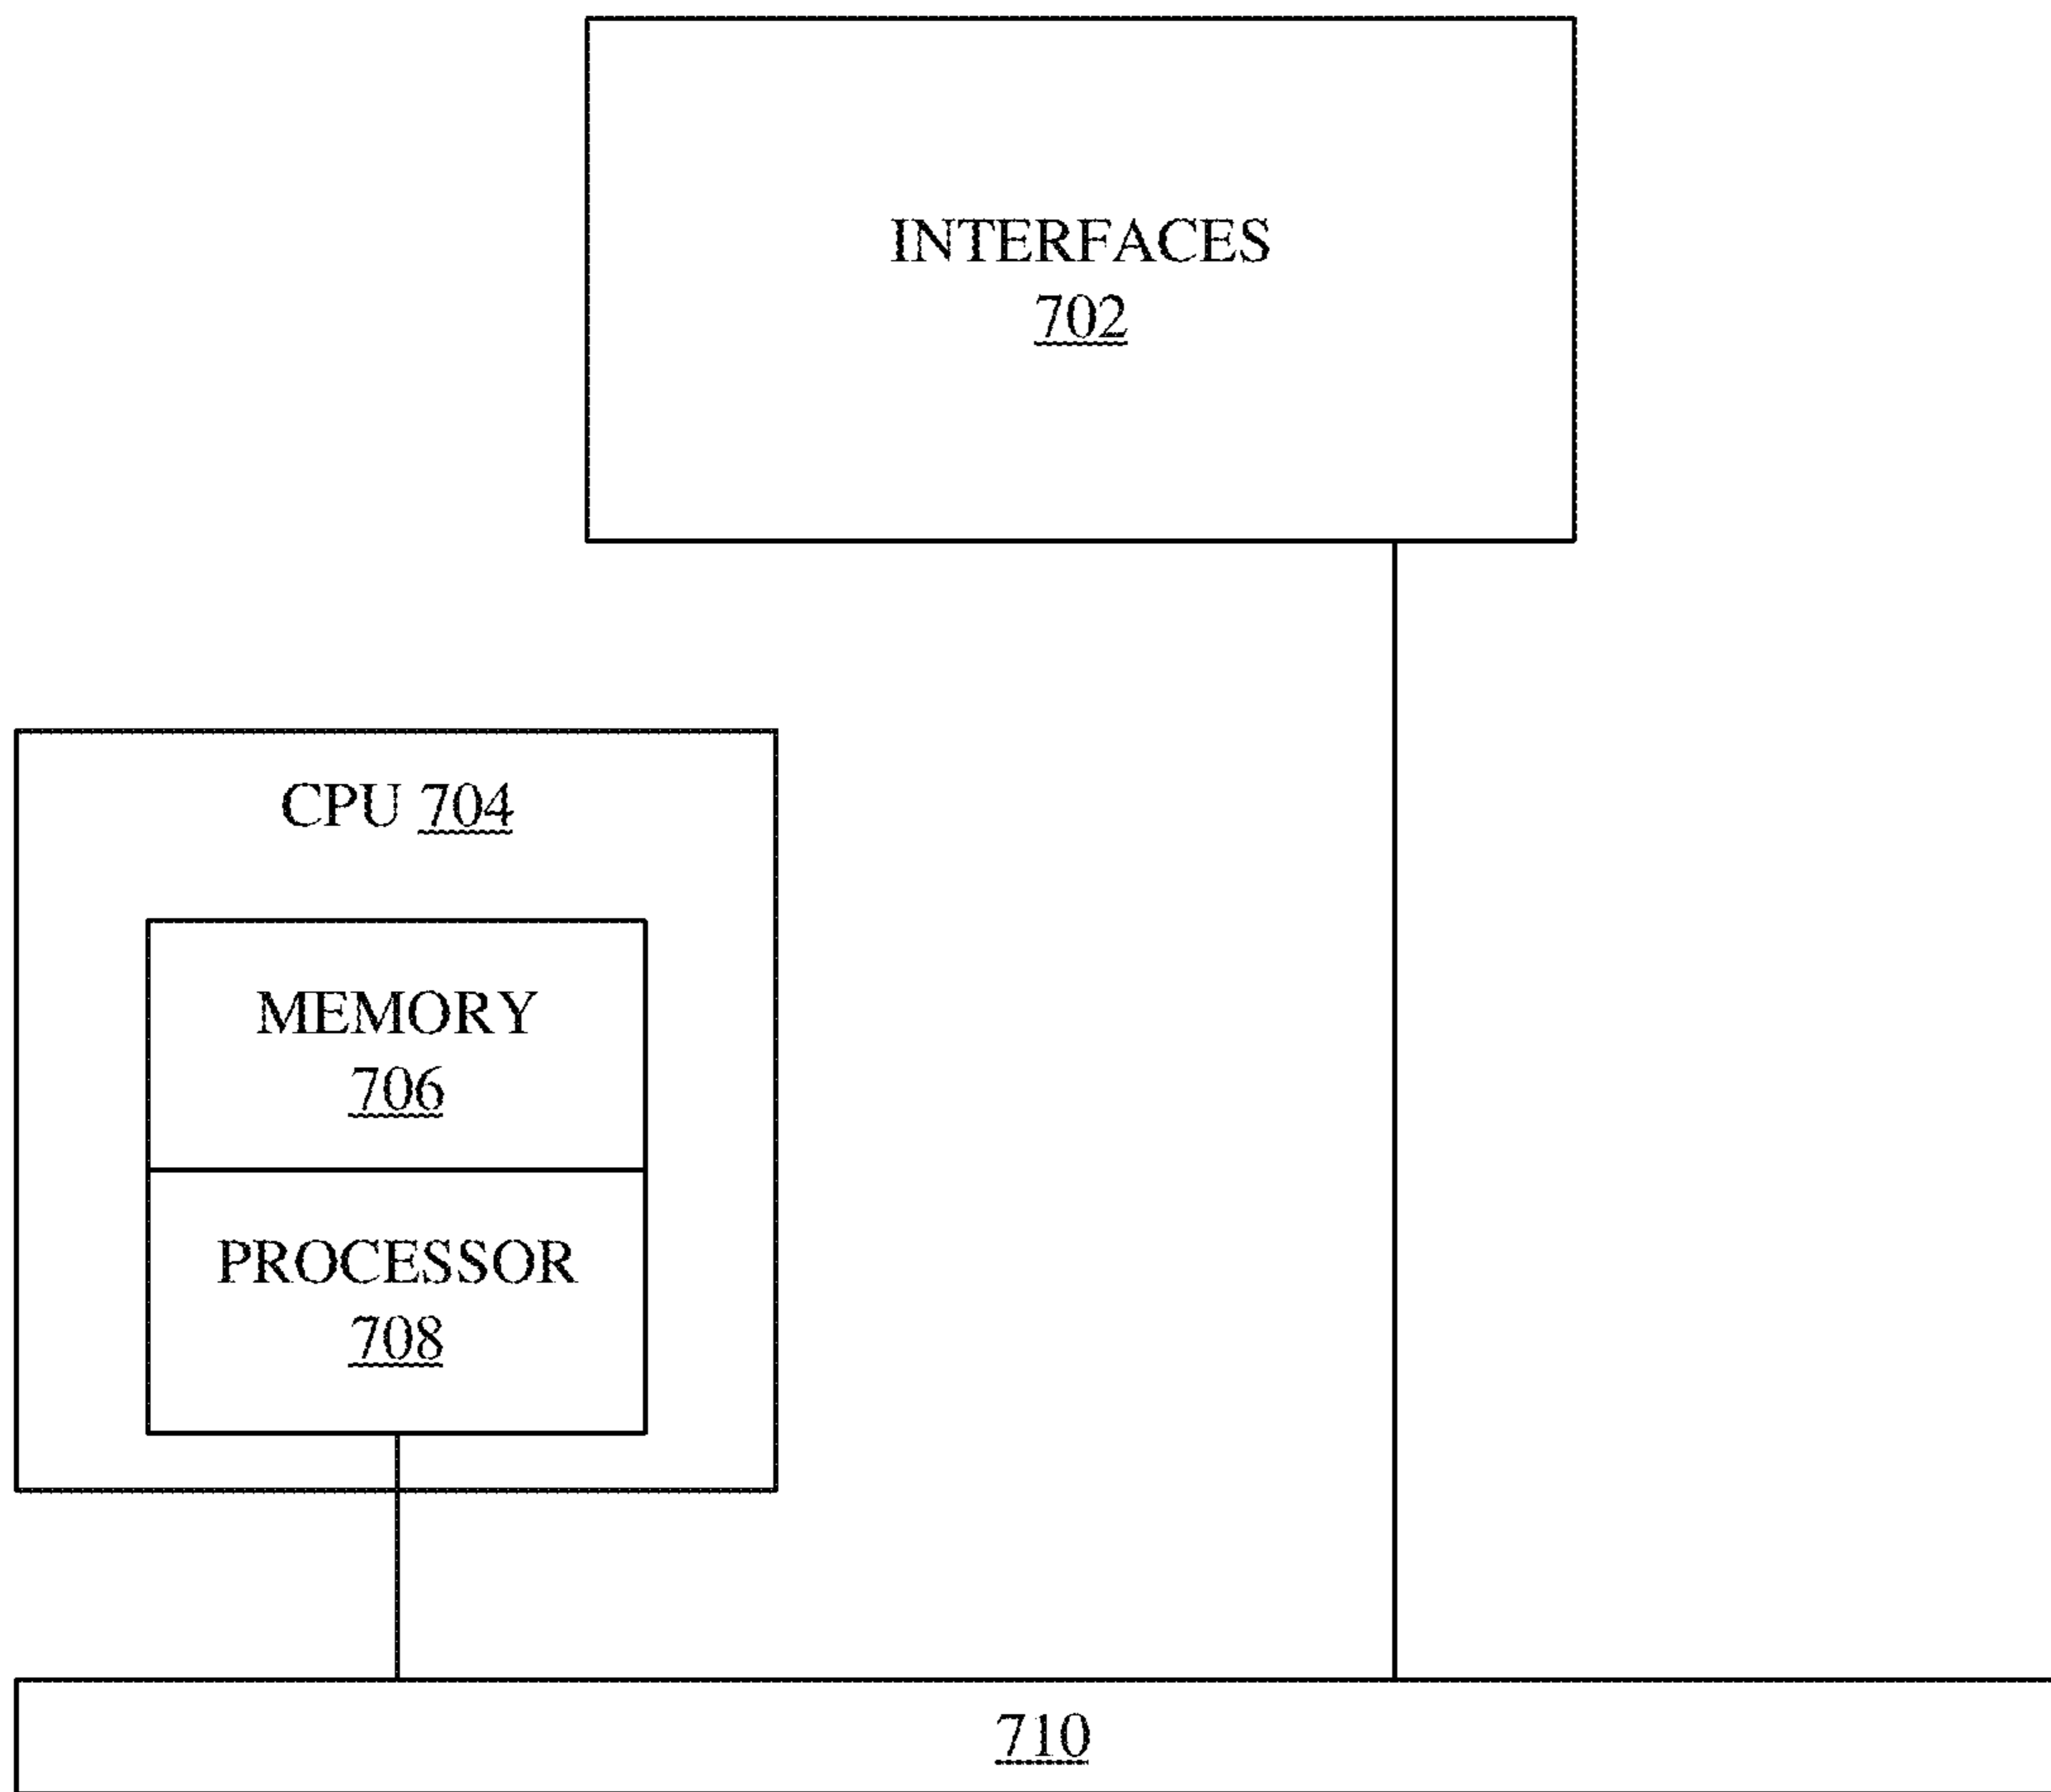 INTERFACES
702
CPU 704
MEMORY
706
PROCESSOR
708
710